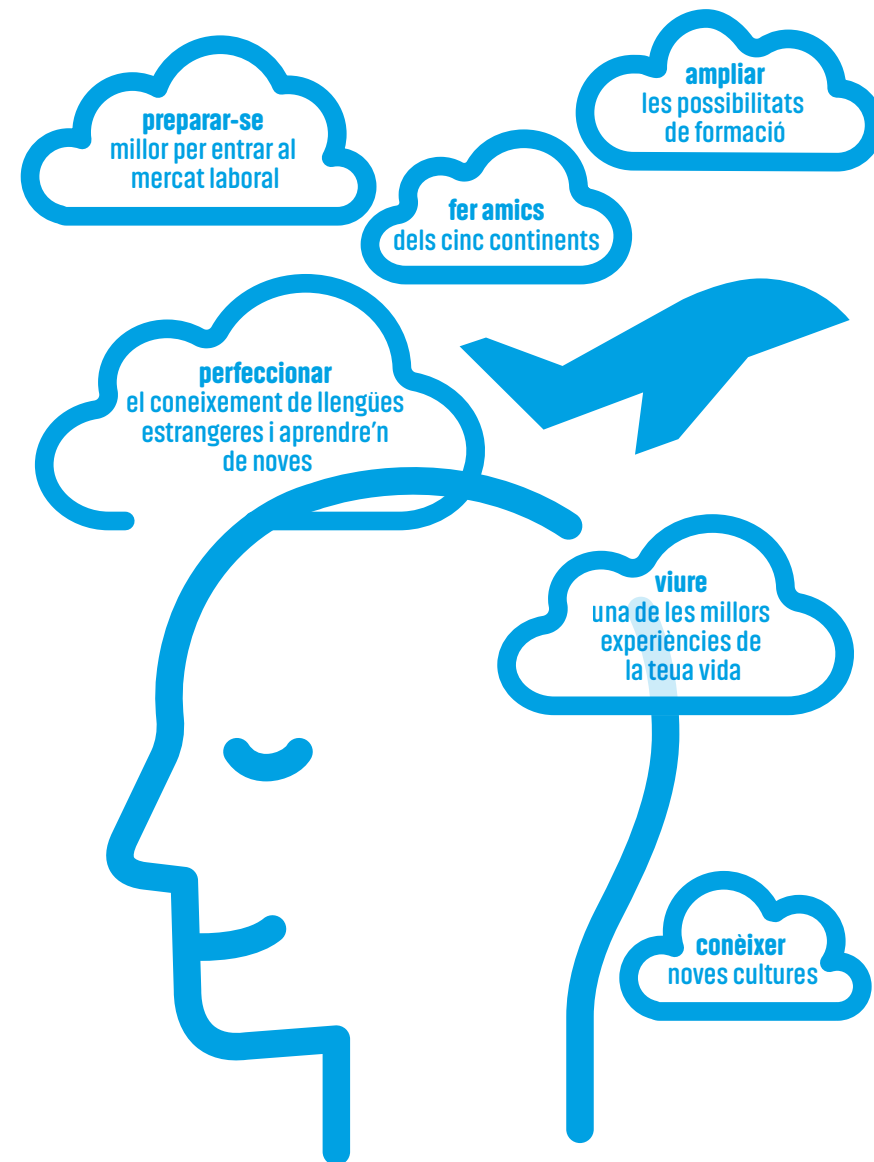 preparar-se
millor per entrar al
mercat laboral
ampliar
les possibilitats
de formació
fer amics
dels cinc continents
perfeccionar
el coneixement de llengües
estrangeres i aprendre’n
de noves
viure
una de les millors
experiències de
la teua vida
conèixer
noves cultures